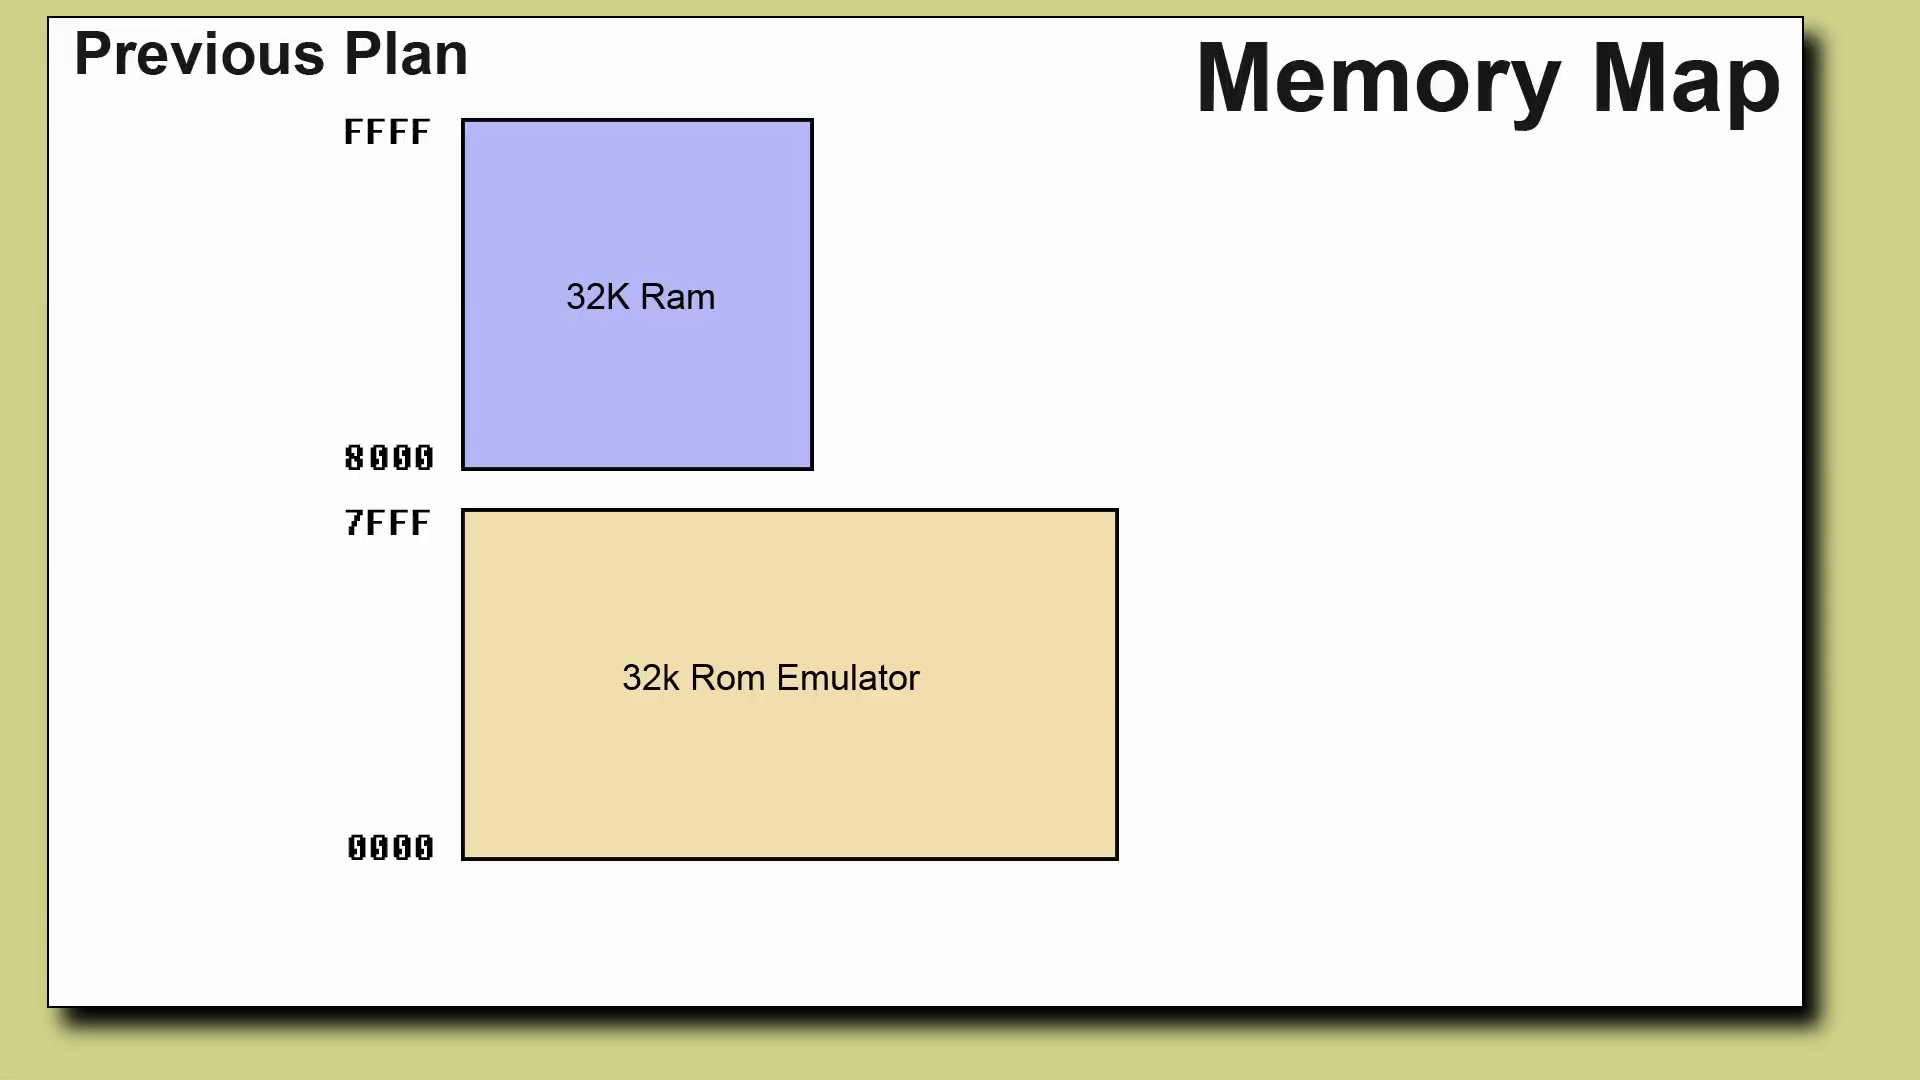 Previous Plan
Memory Map
FFFF
32K Ram
8000
7FFF
32k Rom Emulator
0000